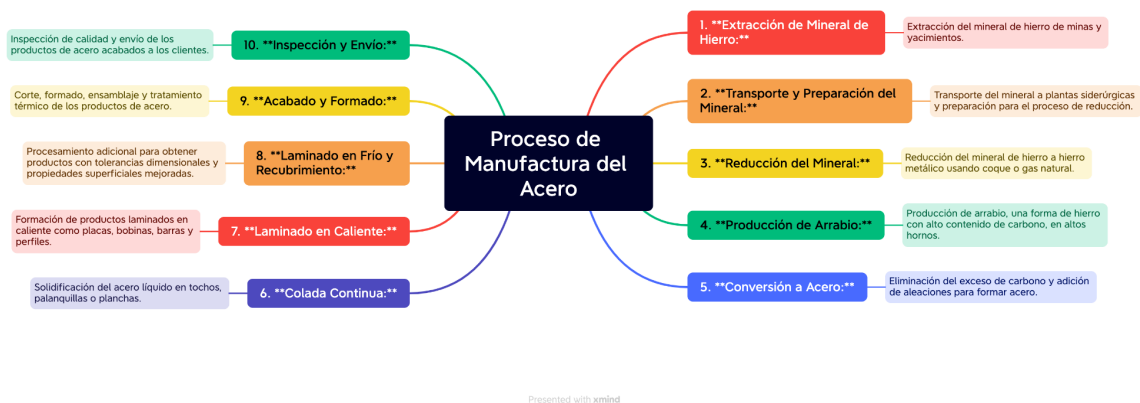 Proceso de
Manufactura del
Acero
1. **Extracción de Mineral de
Hierro:**
Extracción del mineral de hierro de minas y
yacimientos.
2. **Transporte y Preparación del
Mineral:**
Transporte del mineral a plantas siderúrgicas
y preparación para el proceso de reducción.
3. **Reducción del Mineral:**
Reducción del mineral de hierro a hierro
metálico usando coque o gas natural.
4. **Producción de Arrabio:**
Producción de arrabio, una forma de hierro
con alto contenido de carbono, en altos
hornos.
5. **Conversión a Acero:**
Eliminación del exceso de carbono y adición
de aleaciones para formar acero.
6. **Colada Continua:**
Solidificación del acero líquido en tochos,
palanquillas o planchas.
7. **Laminado en Caliente:**
Formación de productos laminados en
caliente como placas, bobinas, barras y
perfiles.
8. **Laminado en Frío y
Recubrimiento:**
Procesamiento adicional para obtener
productos con tolerancias dimensionales y
propiedades superficiales mejoradas.
9. **Acabado y Formado:**
Corte, formado, ensamblaje y tratamiento
térmico de los productos de acero.
10. **Inspección y Envío:**
Inspección de calidad y envío de los
productos de acero acabados a los clientes.
Presented with xmind